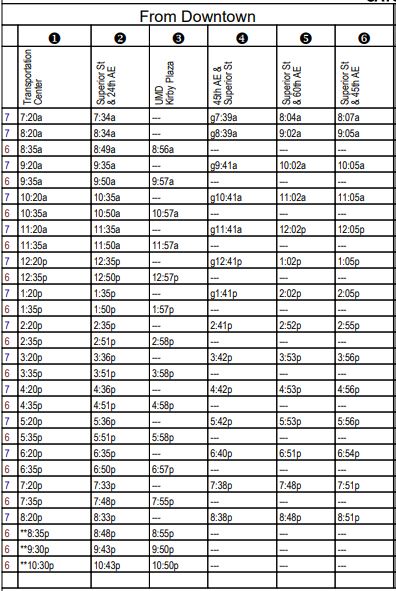 From Downtown
❶ ❷ ❸ ❹ ❺ ❻
Transportation Center Superior St & 24th AE UMD Kirby Plaza 45th AE & Superior St Superior St & 60th AE Superior St & 45th AE
7 7:20a 7:34a --- g7:39a 8:04a 8:07a
7 8:20a 8:34a --- g8:39a 9:02a 9:05a
6 8:35a 8:49a 8:56a --- --- ---
7 9:20a 9:35a --- g9:41a 10:02a 10:05a
6 9:35a 9:50a 9:57a --- --- ---
7 10:20a 10:35a --- g10:41a 11:02a 11:05a
6 10:35a 10:50a 10:57a --- --- ---
7 11:20a 11:35a --- g11:41a 12:02p 12:05p
6 11:35a 11:50a 11:57a --- --- ---
7 12:20p 12:35p --- g12:41p 1:02p 1:05p
6 12:35p 12:50p 12:57p --- --- ---
7 1:20p 1:35p --- g1:41p 2:02p 2:05p
6 1:35p 1:50p 1:57p --- --- ---
7 2:20p 2:35p --- 2:41p 2:52p 2:55p
6 2:35p 2:51p 2:58p --- --- ---
7 3:20p 3:36p --- 3:42p 3:53p 3:56p
6 3:35p 3:51p 3:58p --- --- ---
7 4:20p 4:36p --- 4:42p 4:53p 4:56p
6 4:35p 4:51p 4:58p --- --- ---
7 5:20p 5:36p --- 5:42p 5:53p 5:56p
6 5:35p 5:51p 5:58p --- --- ---
7 6:20p 6:35p --- 6:40p 6:51p 6:54p
6 6:35p 6:50p 6:57p --- --- ---
7 7:20p 7:33p --- 7:38p 7:48p 7:51p
6 7:35p 7:48p 7:55p --- --- ---
7 8:20p 8:33p --- 8:38p 8:48p 8:51p
6 **8:35p 8:48p 8:55p --- --- ---
6 **9:30p 9:43p 9:50p --- --- ---
6 **10:30p 10:43p 10:50p --- --- ---